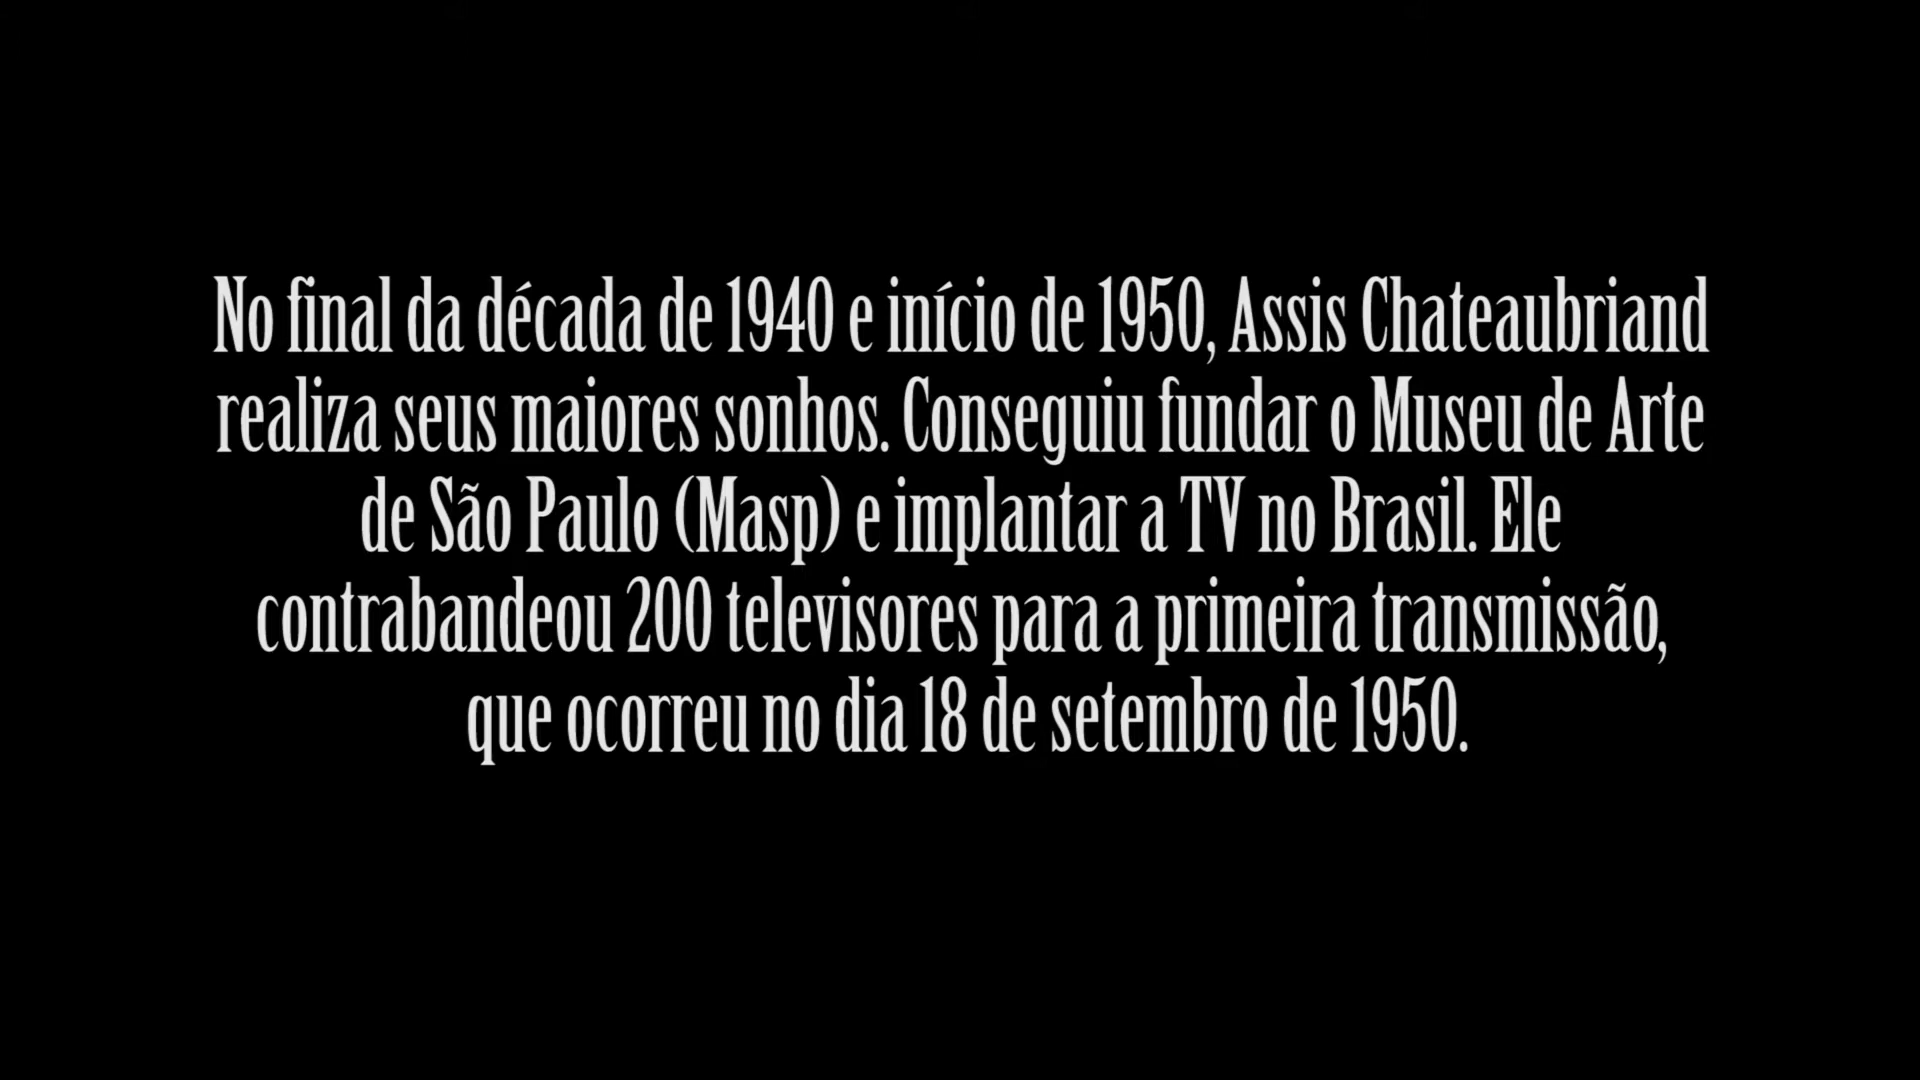 No final da década de 1940 e início de 1950, Assis Chateaubriand
realiza seus maiores sonhos. Conseguiu fundar o Museu de Arte
de São Paulo (Masp) e implantar a TV no Brasil. Ele
contrabandeou 200 televisores para a primeira transmissão,
que ocorreu no dia 18 de setembro de 1950.